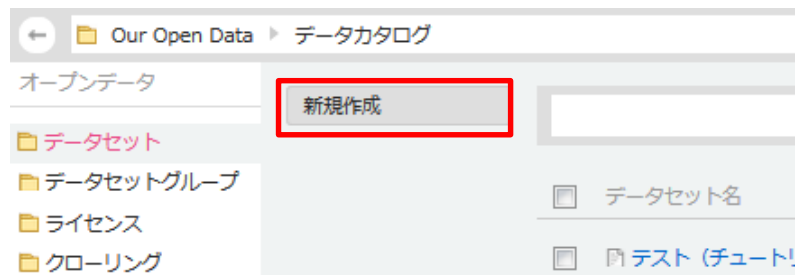 ← Our Open Data ▶ データカタログ
オープンデータ
データセット
データセットグループ
ライセンス
クローリング
新規作成
データセット名
テスト（チュート